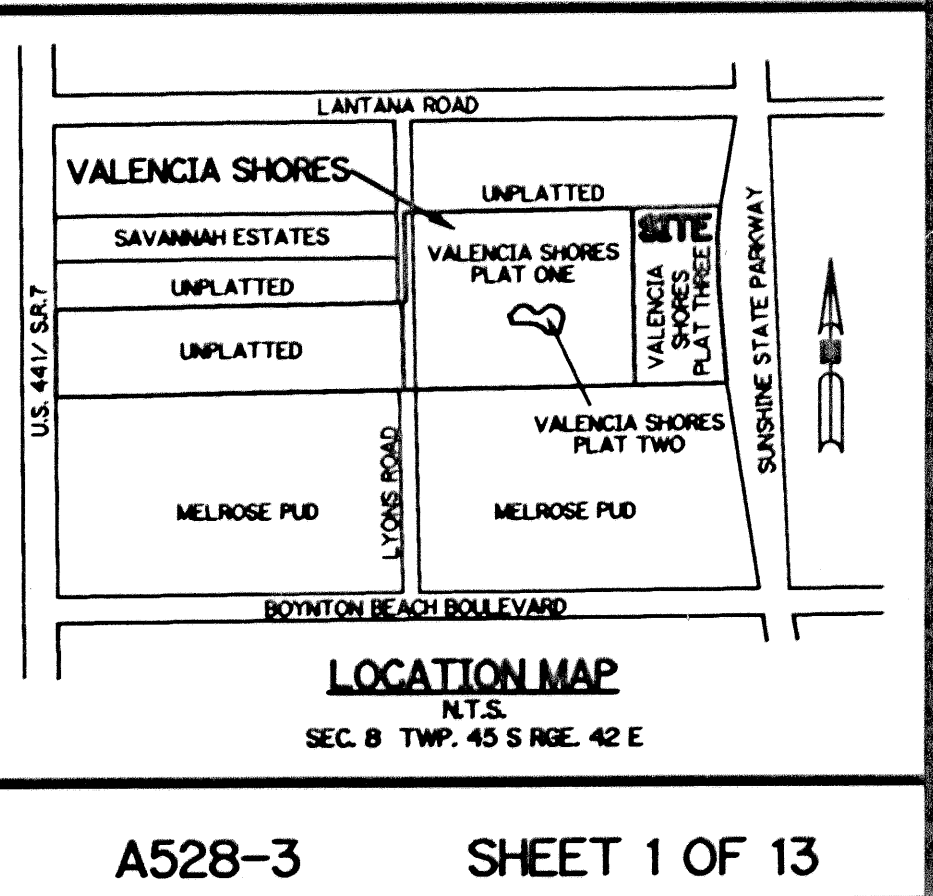 LANTANA ROAD
VALENCIA SHORES
UNPLATTED
SAVANNAH ESTATES
SITE
VALENCIA SHORES
PLAT ONE
UNPLATTED
VALENCIA
SHORES
PLAT THREE
UNPLATTED
U.S. 441/ S.R.7
SUNSHINE STATE PARKWAY
VALENCIA SHORES
PLAT TWO
LYONS ROAD
MELROSE PUD
MELROSE PUD
BOYNTON BEACH BOULEVARD
LOCATION MAP
N.T.S.
SEC. 8 TWP. 45 S RGE. 42 E
A528-3
SHEET 1 OF 13